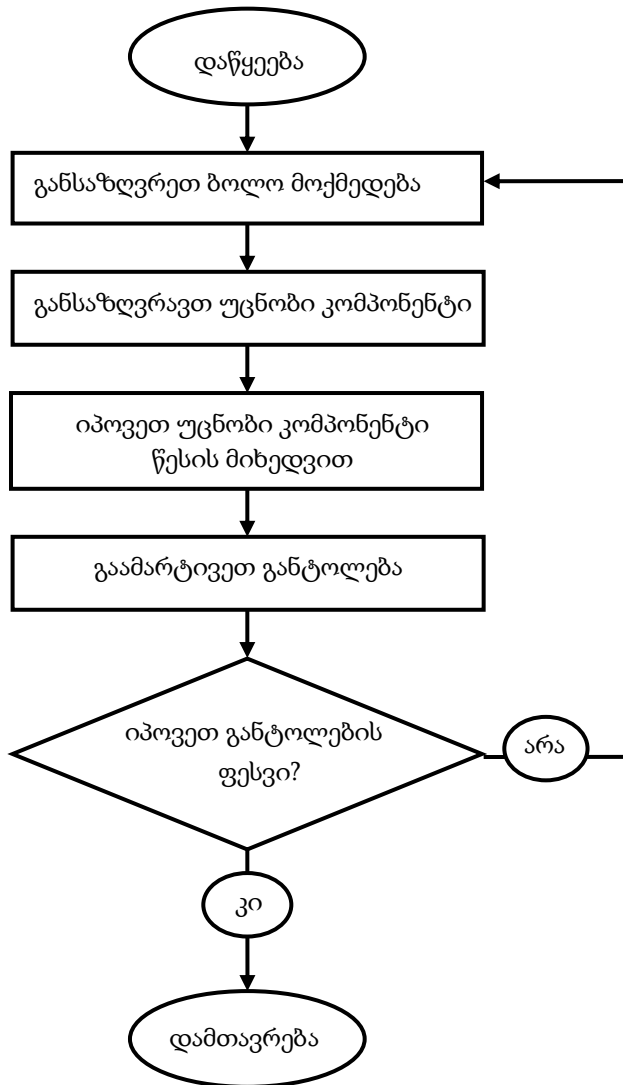 დაწყეება
განსაზღვრეთ ბოლო მოქმედება
განსაზღვრავთ უცნობი კომპონენტი
იპოვეთ უცნობი კომპონენტი
წესის მიხედვით
გაამარტივეთ განტოლება
იპოვეთ განტოლების
ფესვი?
არა
კი
დამთავრება